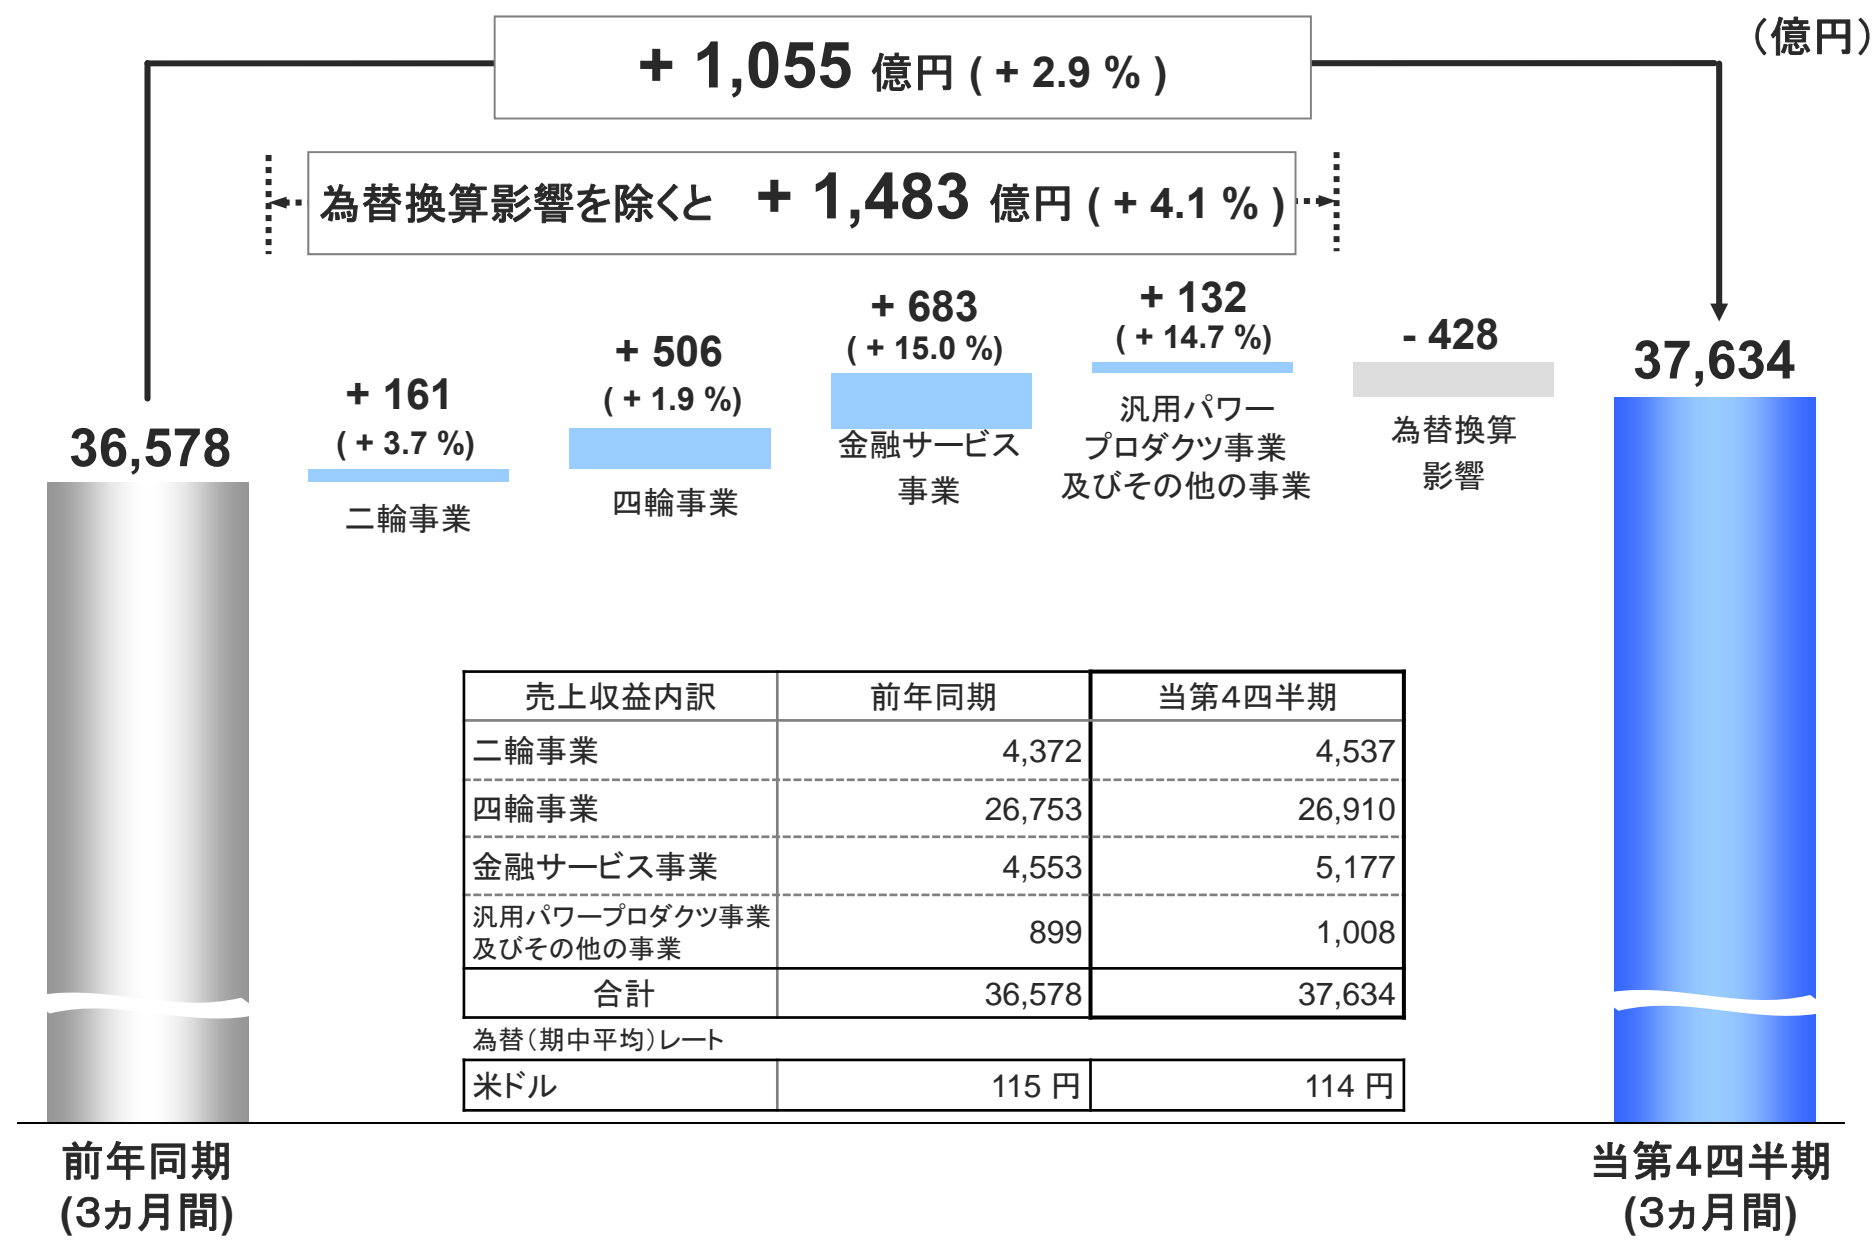 （億円）
+ 1,055 億円 ( + 2.9 % )
為替換算影響を除くと + 1,483 億円 ( + 4.1 % )
36,578
+ 161
( + 3.7 %)
二輪事業
+ 506
( + 1.9 %)
四輪事業
+ 683
( + 15.0 %)
金融サービス
事業
+ 132
( + 14.7 %)
汎用パワー
プロダクツ事業
及びその他の事業
- 428
為替換算
影響
37,634
売上収益内訳 前年同期 当第４四半期
二輪事業 4,372 4,537
四輪事業 26,753 26,910
金融サービス事業 4,553 5,177
汎用パワープロダクツ事業
及びその他の事業 899 1,008
合計 36,578 37,634
為替（期中平均）レート
米ドル 115 円 114 円
前年同期
(３ヵ月間)
当第４四半期
(３ヵ月間)